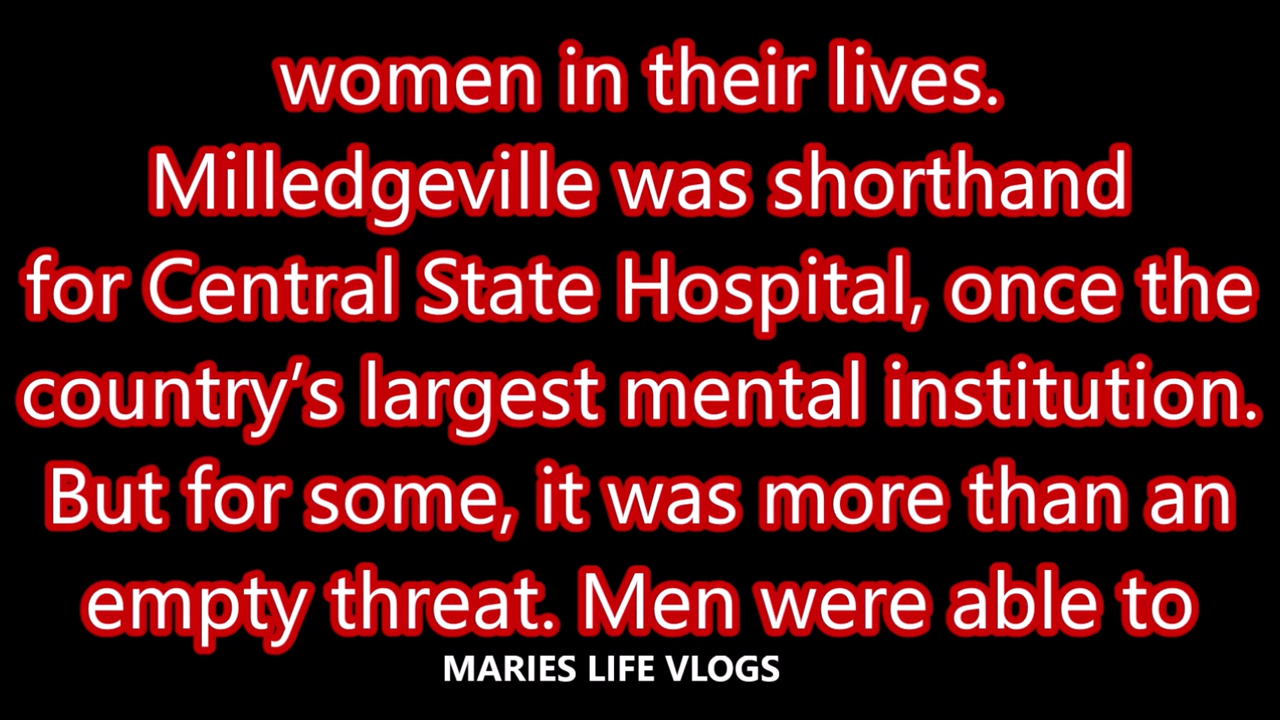 women in their lives.
Milledgeville was shorthand
for Central State Hospital, once the
country’s largest mental institution.
But for some, it was more than an
empty threat. Men were able to
MARIES LIFE VLOGS